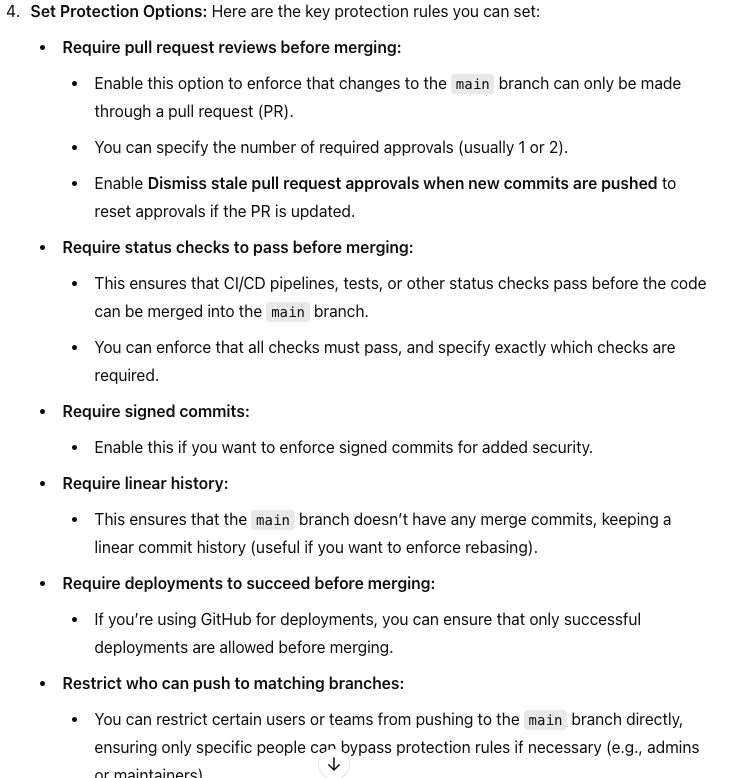 4. Set Protection Options: Here are the key protection rules you can set:
• Require pull request reviews before merging:
• Enable this option to enforce that changes to the main branch can only be made
through a pull request (PR).
• You can specify the number of required approvals (usually 1 or 2).
• Enable Dismiss stale pull request approvals when new commits are pushed to
reset approvals if the PR is updated.
• Require status checks to pass before merging:
• This ensures that CI/CD pipelines, tests, or other status checks pass before the code
can be merged into the main branch.
• You can enforce that all checks must pass, and specify exactly which checks are
required.
• Require signed commits:
• Enable this if you want to enforce signed commits for added security.
• Require linear history:
• This ensures that the main branch doesn’t have any merge commits, keeping a
linear commit history (useful if you want to enforce rebasing).
• Require deployments to succeed before merging:
• If you’re using GitHub for deployments, you can ensure that only successful
deployments are allowed before merging.
• Restrict who can push to matching branches:
• You can restrict certain users or teams from pushing to the main branch directly,
ensuring only specific people can bypass protection rules if necessary (e.g., admins
or maintainers)